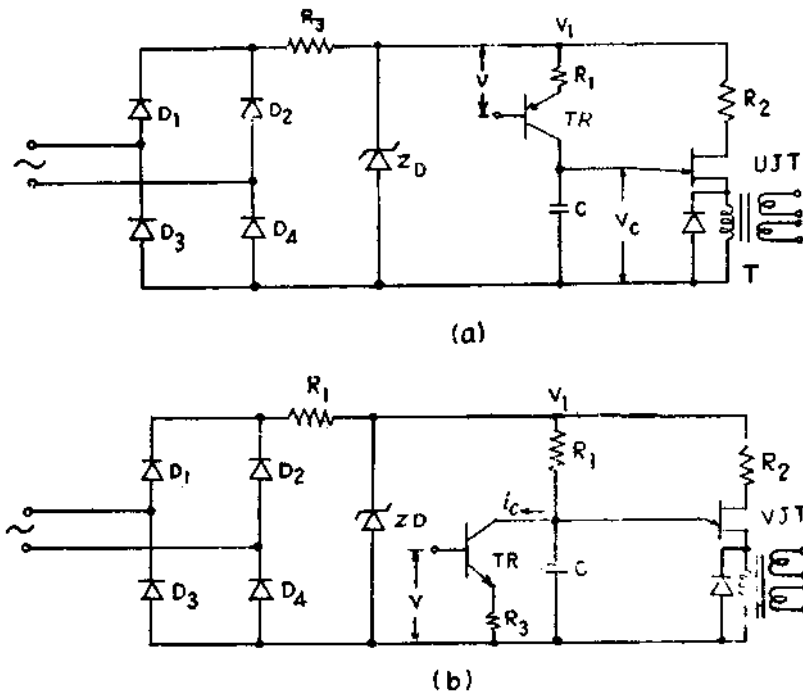 R3
V1
D1
D2
V
R1
R2
TR
UJT
~
ZD
D3
D4
C
Vc
T
(a)
R1
V1
D1
D2
R1
R2
ic
VJT
~
ZD
TR
C
D3
D4
V
R3
(b)